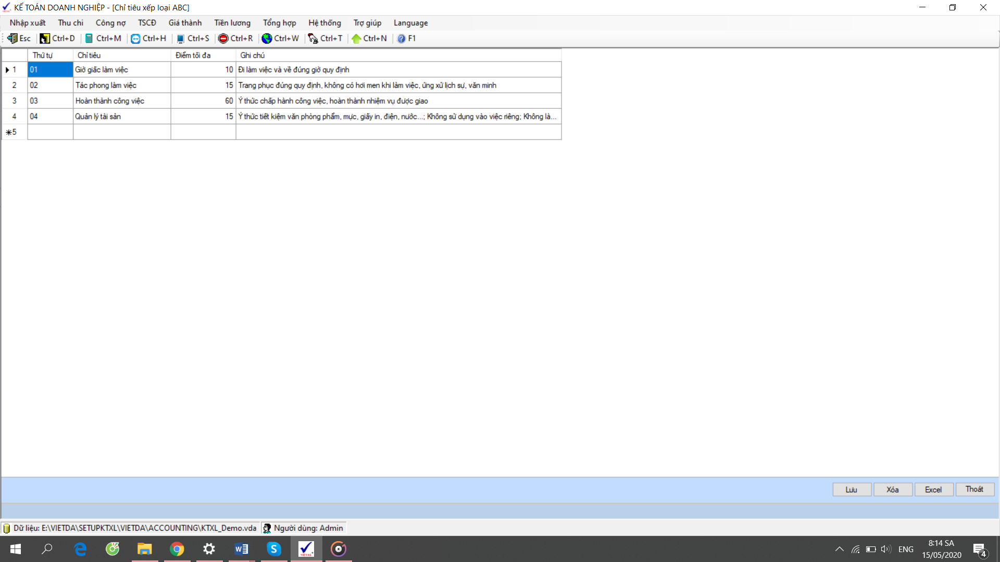 KẾ TOÁN DOANH NGHIỆP - [Chỉ tiêu xếp loại ABC]
Nhập xuất Thu chi Công nợ TSCĐ Giá thành Tiền lương Tổng hợp Hệ thống Trợ giúp Language
Esc Ctrl+D Ctrl+M Ctrl+H Ctrl+S Ctrl+R Ctrl+W Ctrl+T Ctrl+N F1
Thứ tự Chỉ tiêu Điểm tối đa Ghi chú
1 01 Giờ giấc làm việc 10 Đi làm việc và về đúng giờ quy định
2 02 Tác phong làm việc 15 Trang phục đúng quy định, không có hơi men khi làm việc, ứng xử lịch sự, văn minh
3 03 Hoàn thành công việc 60 Ý thức chấp hành công việc, hoàn thành nhiệm vụ được giao
4 04 Quản lý tài sản 15 Ý thức tiết kiệm văn phòng phẩm, mực, giấy in, điện, nước...; Không sử dụng vào việc riêng; Không là...
5
Lưu Xóa Excel Thoát
Dữ liệu: E:\VIETDA\SETUPKTXL\VIETDA\ACCOUNTING\KTXL_Demo.vda Người dùng: Admin
ENG
8:14 SA
15/05/2020
4